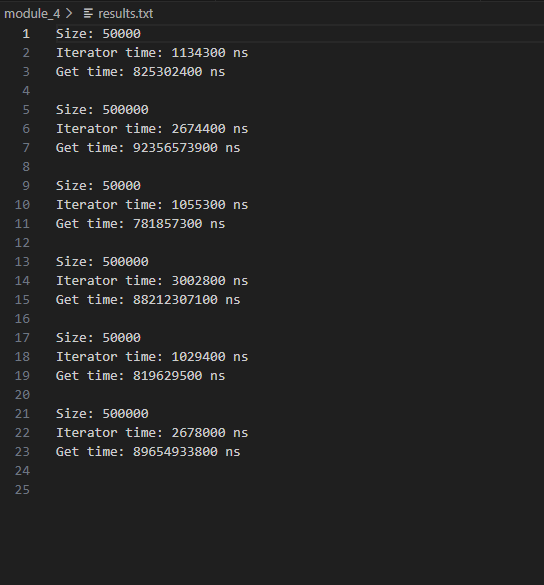 module_4 > results.txt
1 Size: 50000
2 Iterator time: 1134300 ns
3 Get time: 825302400 ns
4
5 Size: 500000
6 Iterator time: 2674400 ns
7 Get time: 92356573900 ns
8
9 Size: 50000
10 Iterator time: 1055300 ns
11 Get time: 781857300 ns
12
13 Size: 500000
14 Iterator time: 3002800 ns
15 Get time: 88212307100 ns
16
17 Size: 50000
18 Iterator time: 1029400 ns
19 Get time: 819629500 ns
20
21 Size: 500000
22 Iterator time: 2678000 ns
23 Get time: 89654933800 ns
24
25